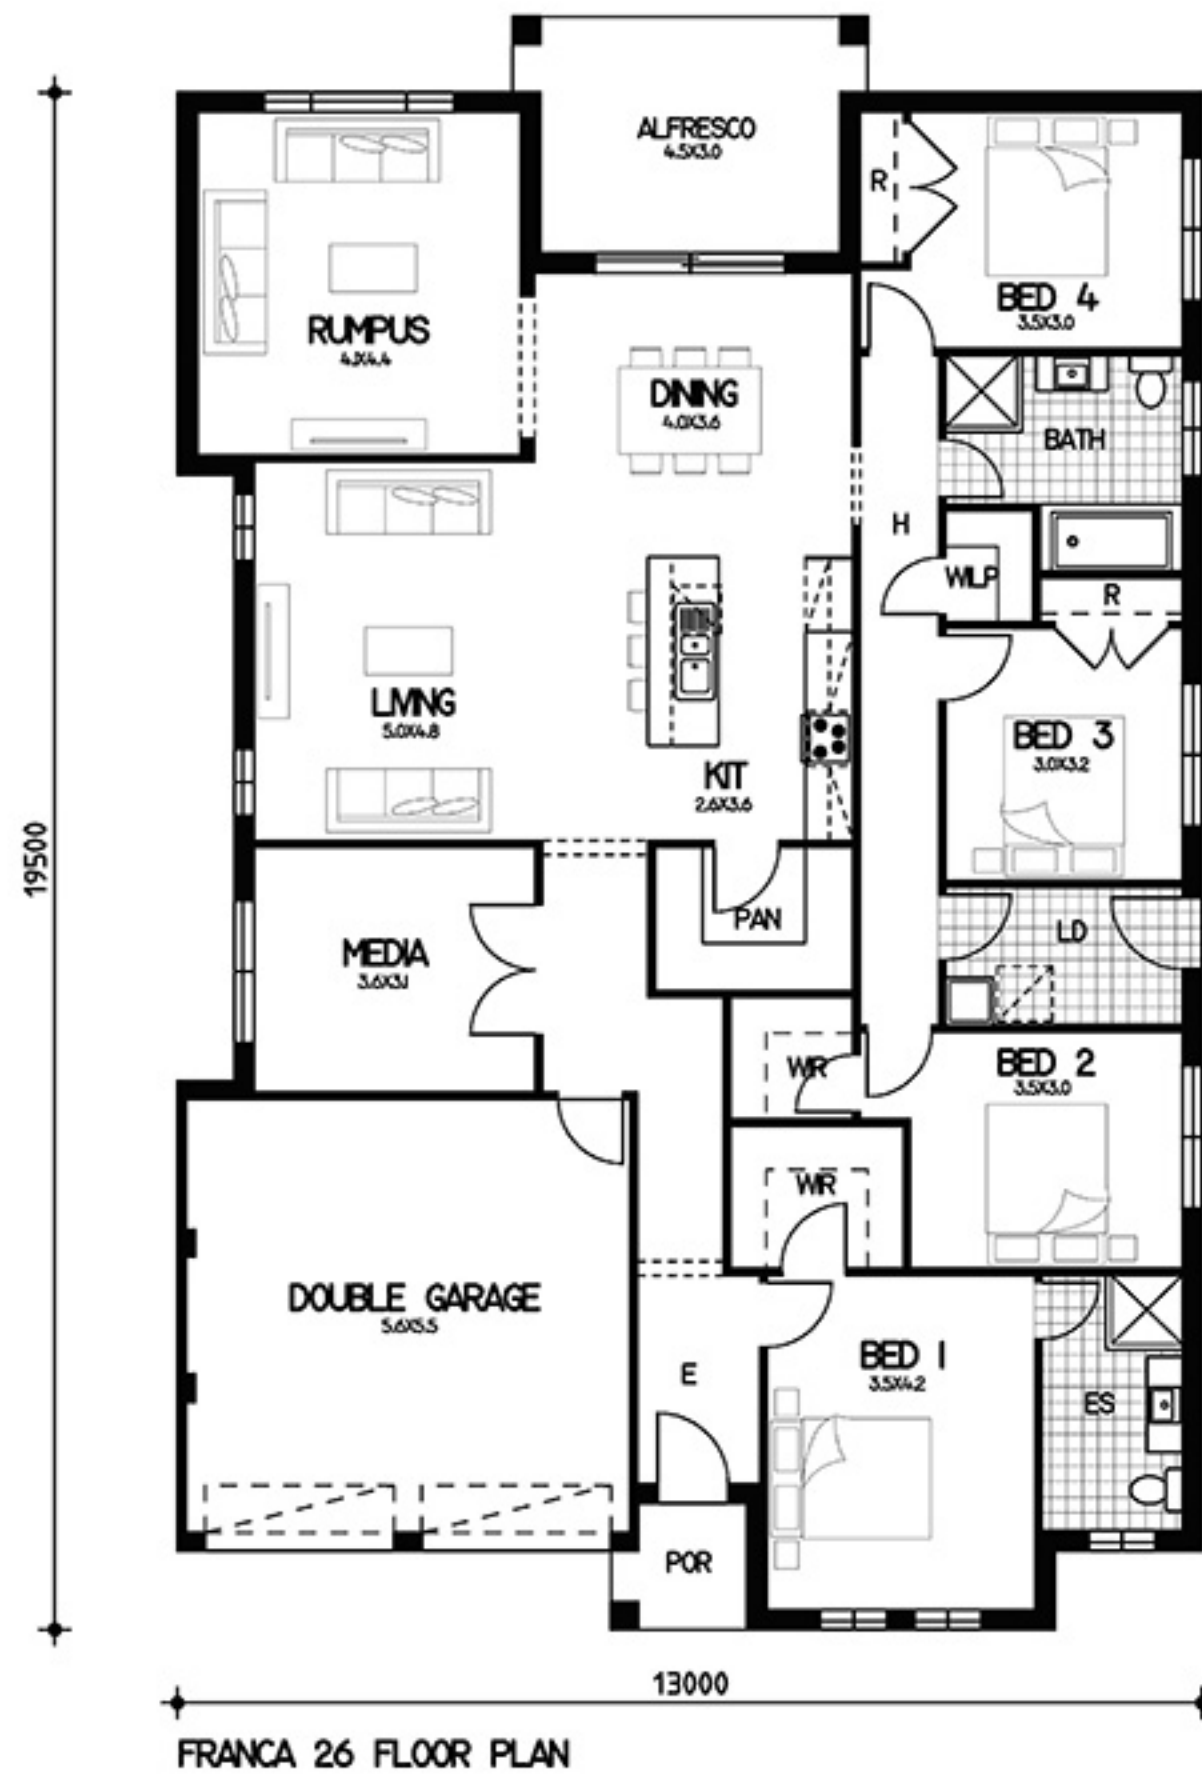 ALFRESCO
4.5X3.0
R
BED 4
3.5X3.0
RUMPUS
4.1X4.4
DINING
4.0X3.6
BATH
H
WILP
R
LIVING
5.0X4.8
BED 3
3.0X3.2
KIT
2.6X3.6
19500
PAN
LD
MEDIA
3.6X3.1
WIR
BED 2
3.5X3.0
WIR
DOUBLE GARAGE
5.6X5.5
E
BED 1
3.5X4.2
ES
POR
13000
FRANCA 26 FLOOR PLAN